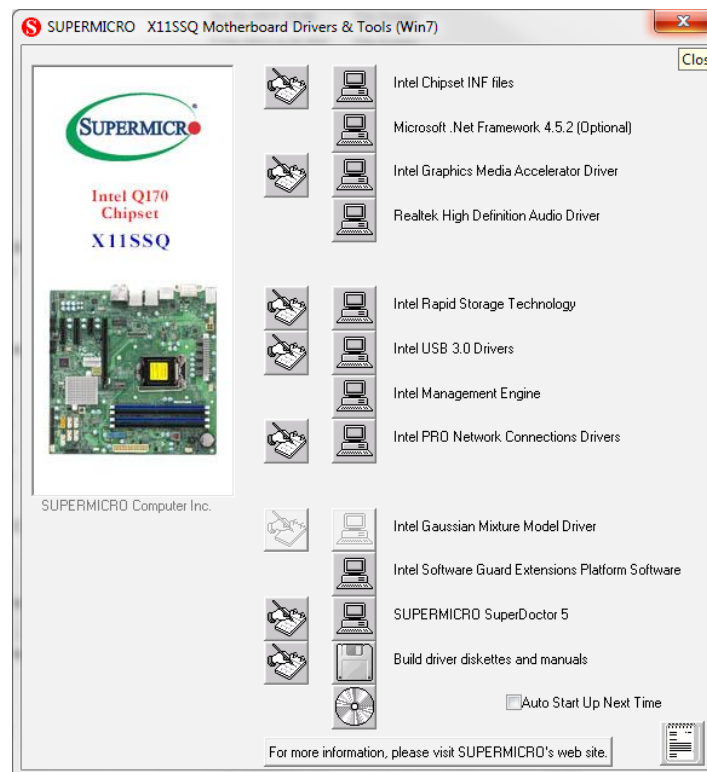 SUPERMICRO X11SSQ Motherboard Drivers & Tools (Win7)
Clos
SUPERMICR
Intel Q170
Chipset
X11SSQ
SUPERMICRO Computer Inc.
Intel Chipset INF files
Microsoft .Net Framework 4.5.2 (Optional)
Intel Graphics Media Accelerator Driver
Realtek High Definition Audio Driver
Intel Rapid Storage Technology
Intel USB 3.0 Drivers
Intel Management Engine
Intel PRO Network Connections Drivers
Intel Gaussian Mixture Model Driver
Intel Software Guard Extensions Platform Software
SUPERMICRO SuperDoctor 5
Build driver diskettes and manuals
Auto Start Up Next Time
For more information, please visit SUPERMICRO's web site.